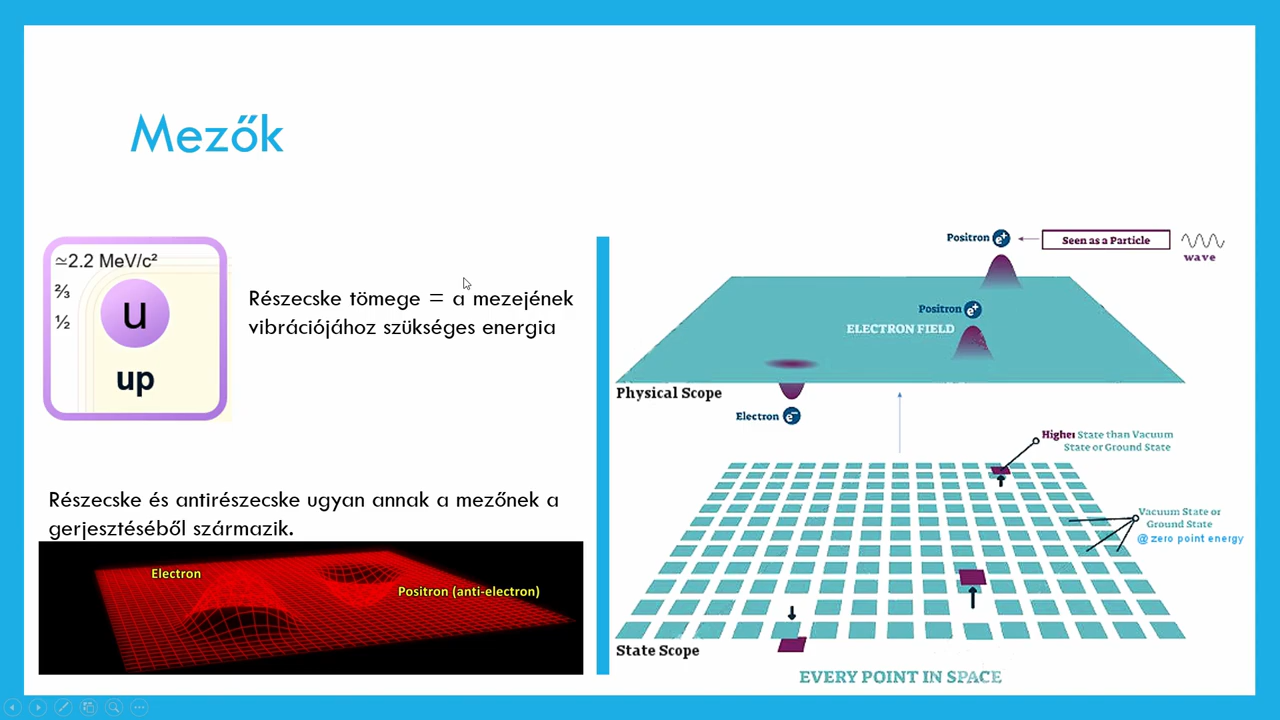 Mezők
≃2.2 MeV/c²
⅔
½
u
up
Részecske tömege = a mezejének
vibrációjához szükséges energia
Részecske és antirészecske ugyan annak a mezőnek a
gerjesztéséből származik.
Electron
Positron (anti-electron)
Positron e⁺
Seen as a Particle
wave
Positron e⁺
ELECTRON FIELD
Physical Scope
Electron e⁻
Higher State than Vacuum
State or Ground State
Vacuum State or
Ground State
@ zero point energy
State Scope
EVERY POINT IN SPACE